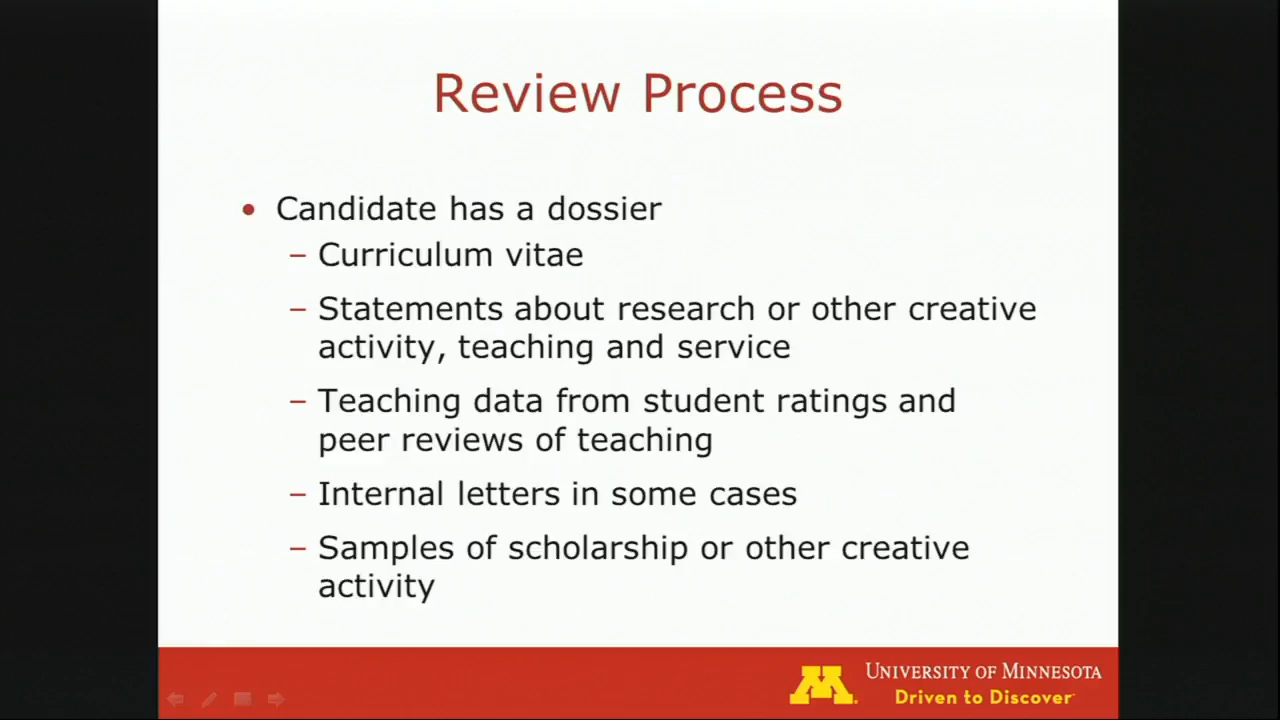 Review Process
• Candidate has a dossier
– Curriculum vitae
– Statements about research or other creative
activity, teaching and service
– Teaching data from student ratings and
peer reviews of teaching
– Internal letters in some cases
– Samples of scholarship or other creative
activity
M
UNIVERSITY OF MINNESOTA
Driven to Discover